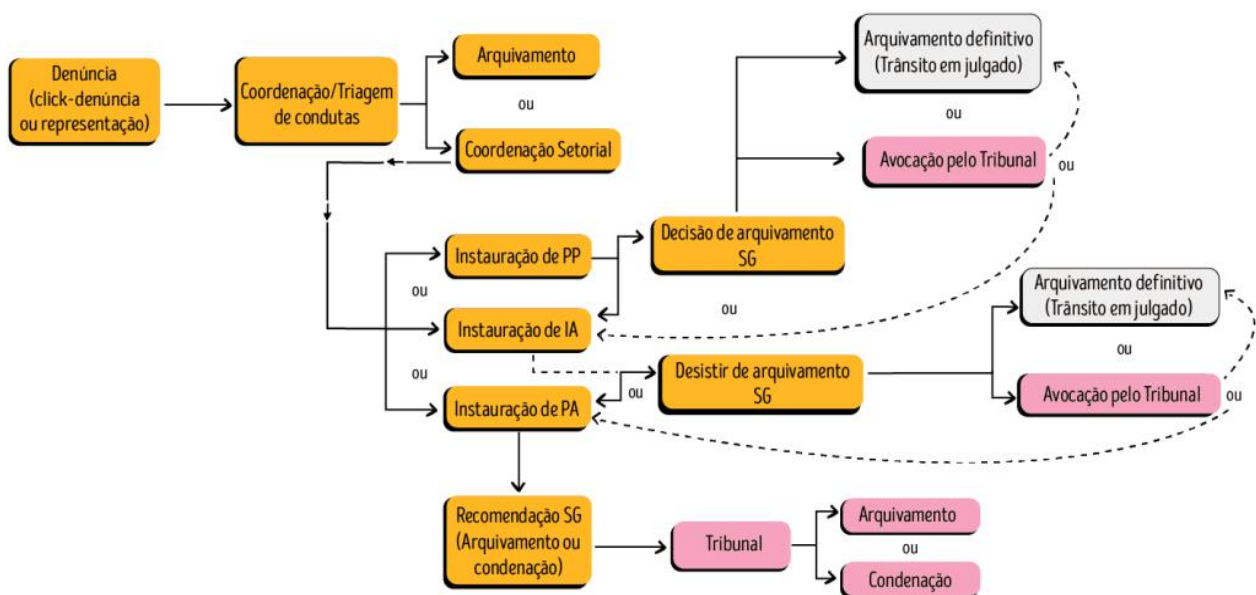 Denúncia
(click-denúncia
ou representação)
Coordenação/Triagem
de condutas
Arquivamento
ou
Coordenação Setorial
Arquivamento definitivo
(Trânsito em julgado)
ou
Avocação pelo Tribunal
ou
Instauração de PP
ou
Instauração de IA
ou
Instauração de PA
Decisão de arquivamento
SG
ou
Desistir de arquivamento
SG
ou
Arquivamento definitivo
(Trânsito em julgado)
ou
Avocação pelo Tribunal
ou
Recomendação SG
(Arquivamento ou
condenação)
Tribunal
Arquivamento
ou
Condenação